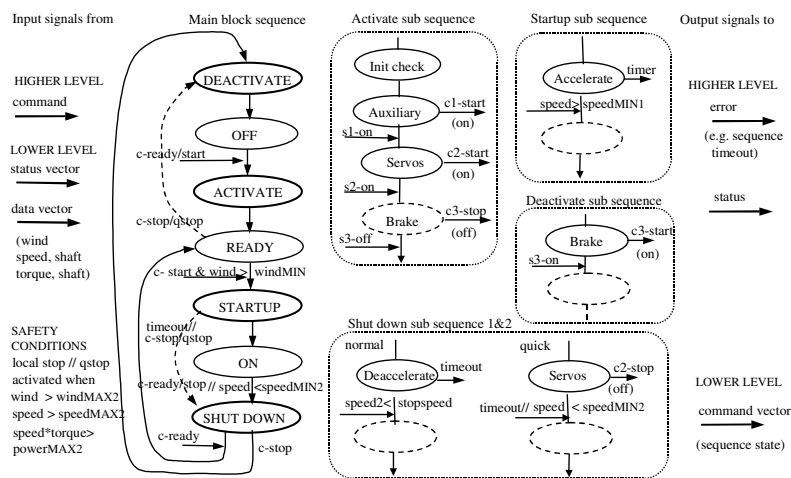 Input signals from
Main block sequence
Activate sub sequence
Startup sub sequence
Output signals to
HIGHER LEVEL
command
LOWER LEVEL
status vector
data vector
(wind
speed, shaft
torque, shaft)
SAFETY
CONDITIONS
local stop // qstop
activated when
wind > windMAX2
speed > speedMAX2
speed*torque>
powerMAX2
DEACTIVATE
OFF
c-ready/start
ACTIVATE
c-stop/qstop
READY
c- start & wind > windMIN
STARTUP
timeout//
c-stop/qstop
ON
c-ready/stop // speed <speedMIN2
SHUT DOWN
c-ready
c-stop
Init check
Auxiliary
c1-start
(on)
s1-on
Servos
c2-start
(on)
s2-on
Brake
c3-stop
(off)
s3-off
Accelerate
timer
speed> speedMIN1
Deactivate sub sequence
Brake
c3-start
(on)
s3-on
Shut down sub sequence 1&2
normal
Deaccelerate
timeout
speed2< stopspeed
quick
Servos
c2-stop
(off)
timeout// speed < speedMIN2
HIGHER LEVEL
error
(e.g. sequence
timeout)
status
LOWER LEVEL
command vector
(sequence state)